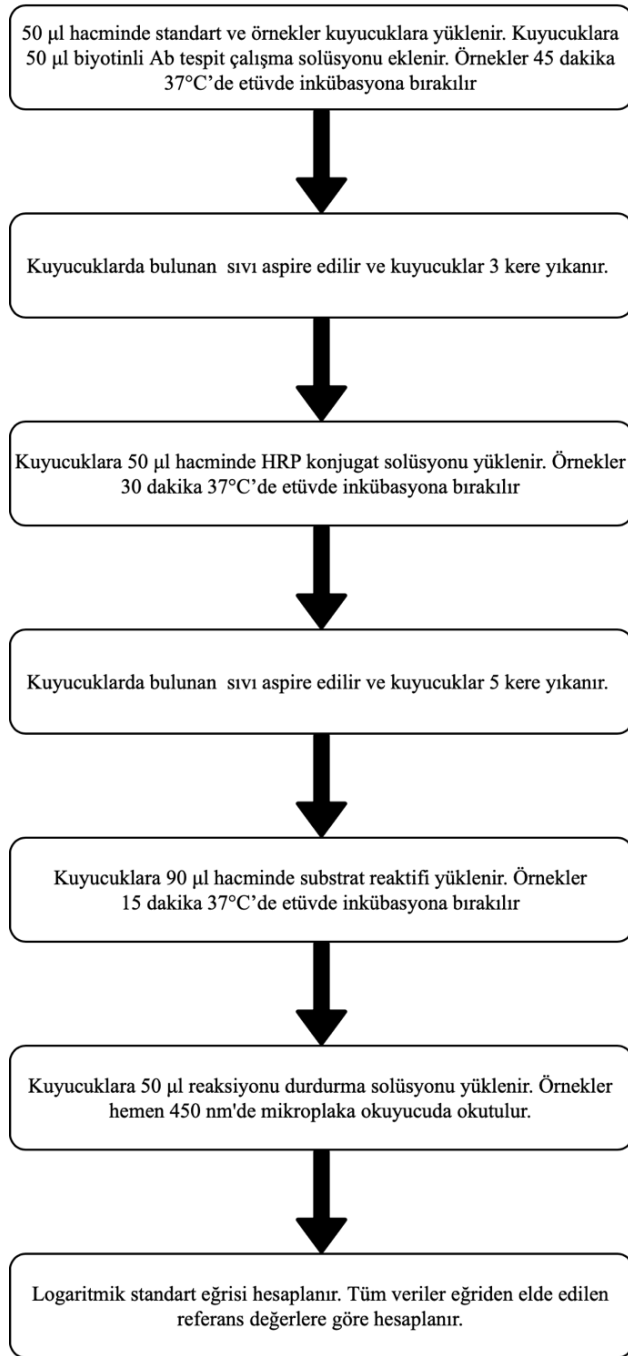 50 µl hacminde standart ve örnekler kuyucuklara yüklenir. Kuyucuklara
50 µl biyotinli Ab tespit çalışma solüsyonu eklenir. Örnekler 45 dakika
37°C’de etüvde inkübasyona bırakılır
Kuyucuklarda bulunan sıvı aspire edilir ve kuyucuklar 3 kere yıkanır.
Kuyucuklara 50 µl hacminde HRP konjugat solüsyonu yüklenir. Örnekler
30 dakika 37°C’de etüvde inkübasyona bırakılır
Kuyucuklarda bulunan sıvı aspire edilir ve kuyucuklar 5 kere yıkanır.
Kuyucuklara 90 µl hacminde substrat reaktifi yüklenir. Örnekler
15 dakika 37°C’de etüvde inkübasyona bırakılır
Kuyucuklara 50 µl reaksiyonu durdurma solüsyonu yüklenir. Örnekler
hemen 450 nm'de mikroplaka okuyucuda okutulur.
Logaritmik standart eğrisi hesaplanır. Tüm veriler eğriden elde edilen
referans değerlere göre hesaplanır.